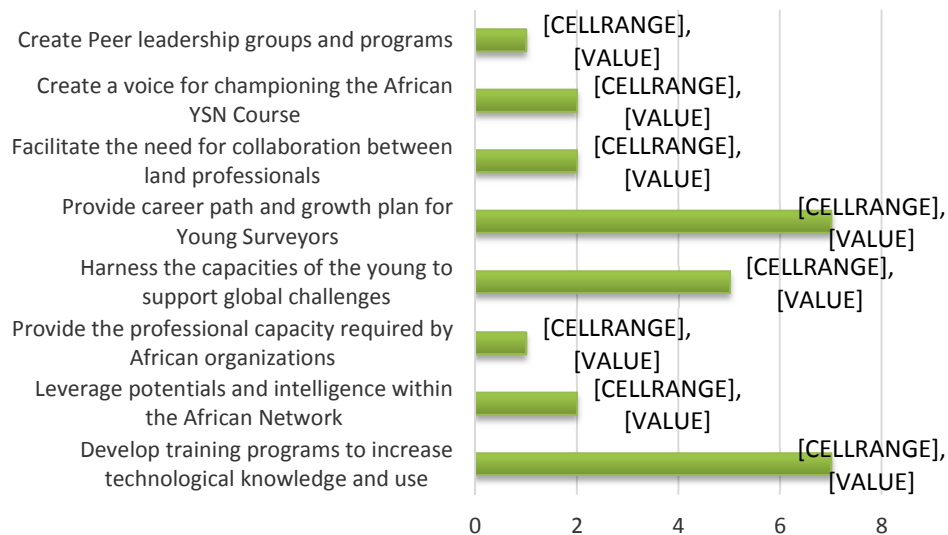 Create Peer leadership groups and programs
[CELLRANGE],
[VALUE]
Create a voice for championing the African
YSN Course
[CELLRANGE],
[VALUE]
Facilitate the need for collaboration between
land professionals
[CELLRANGE],
[VALUE]
Provide career path and growth plan for
Young Surveyors
[CELLRANGE],
[VALUE]
Harness the capacities of the young to
support global challenges
[CELLRANGE],
[VALUE]
Provide the professional capacity required by
African organizations
[CELLRANGE],
[VALUE]
Leverage potentials and intelligence within
the African Network
[CELLRANGE],
[VALUE]
Develop training programs to increase
technological knowledge and use
[CELLRANGE],
[VALUE]
0 2 4 6 8